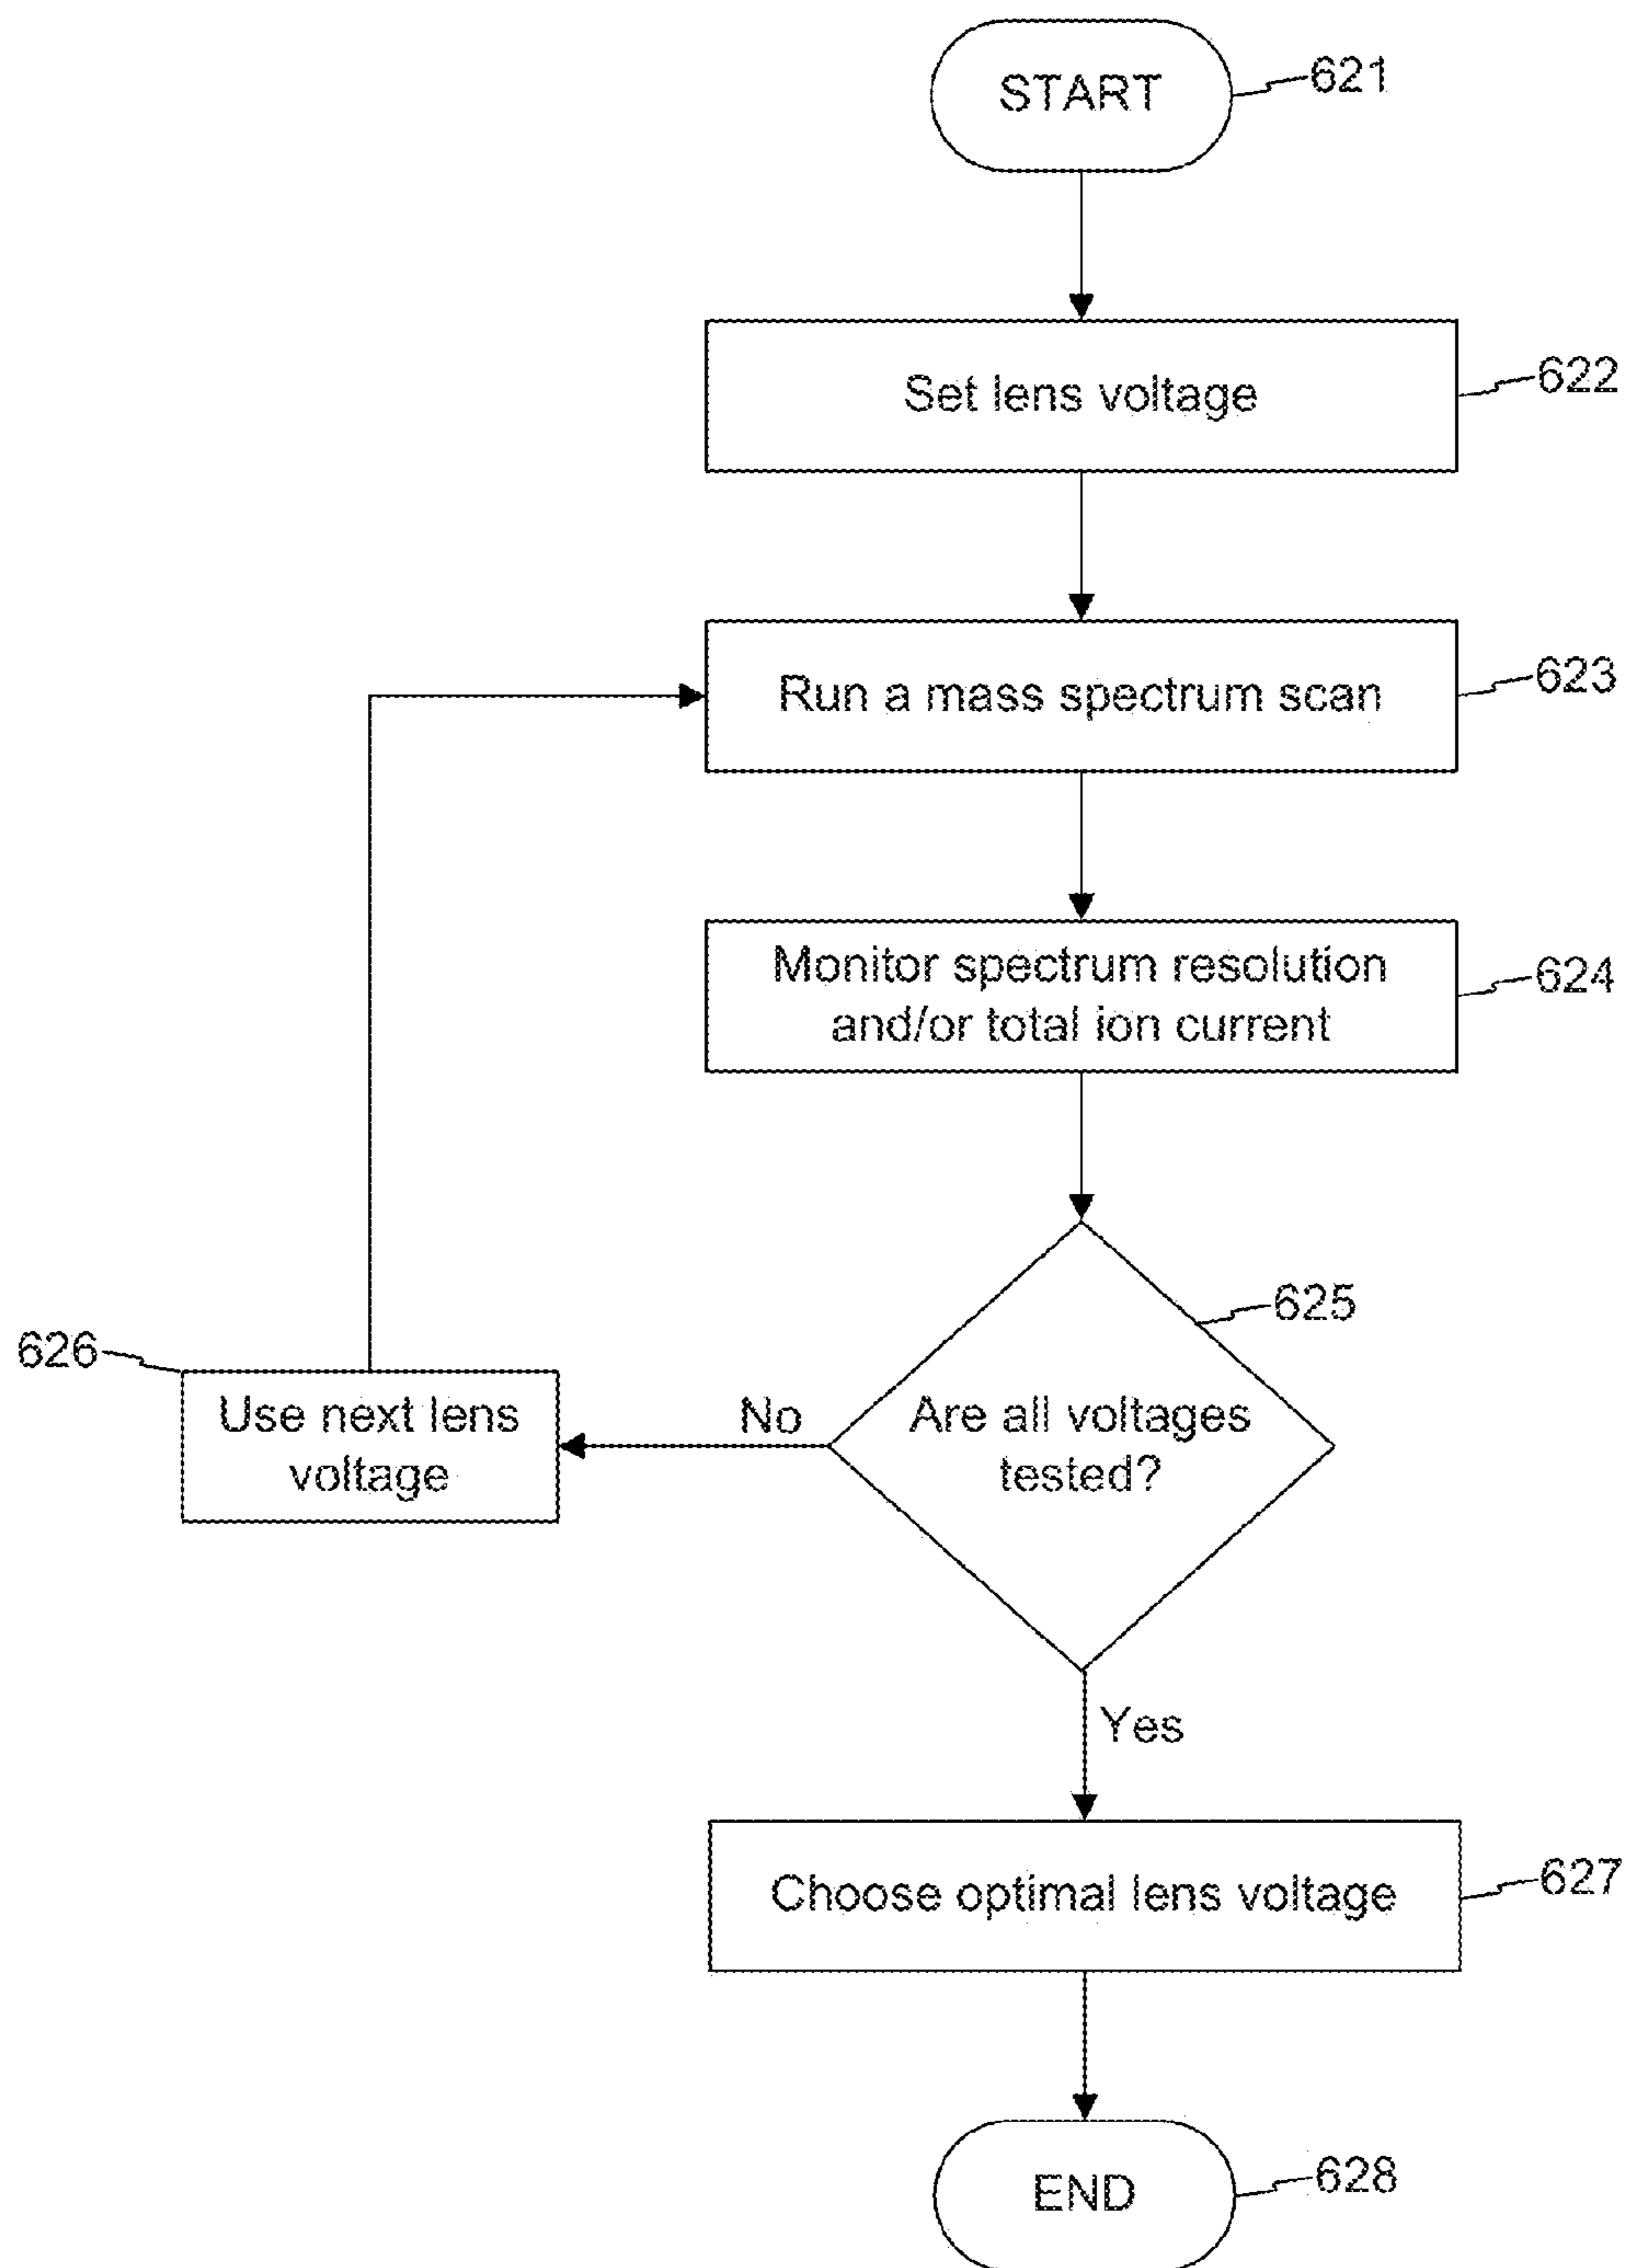 START
621
Set lens voltage
622
Run a mass spectrum scan
623
Monitor spectrum resolution
and/or total ion current
624
625
Are all voltages
tested?
No
626
Use next lens
voltage
Yes
Choose optimal lens voltage
627
END
628